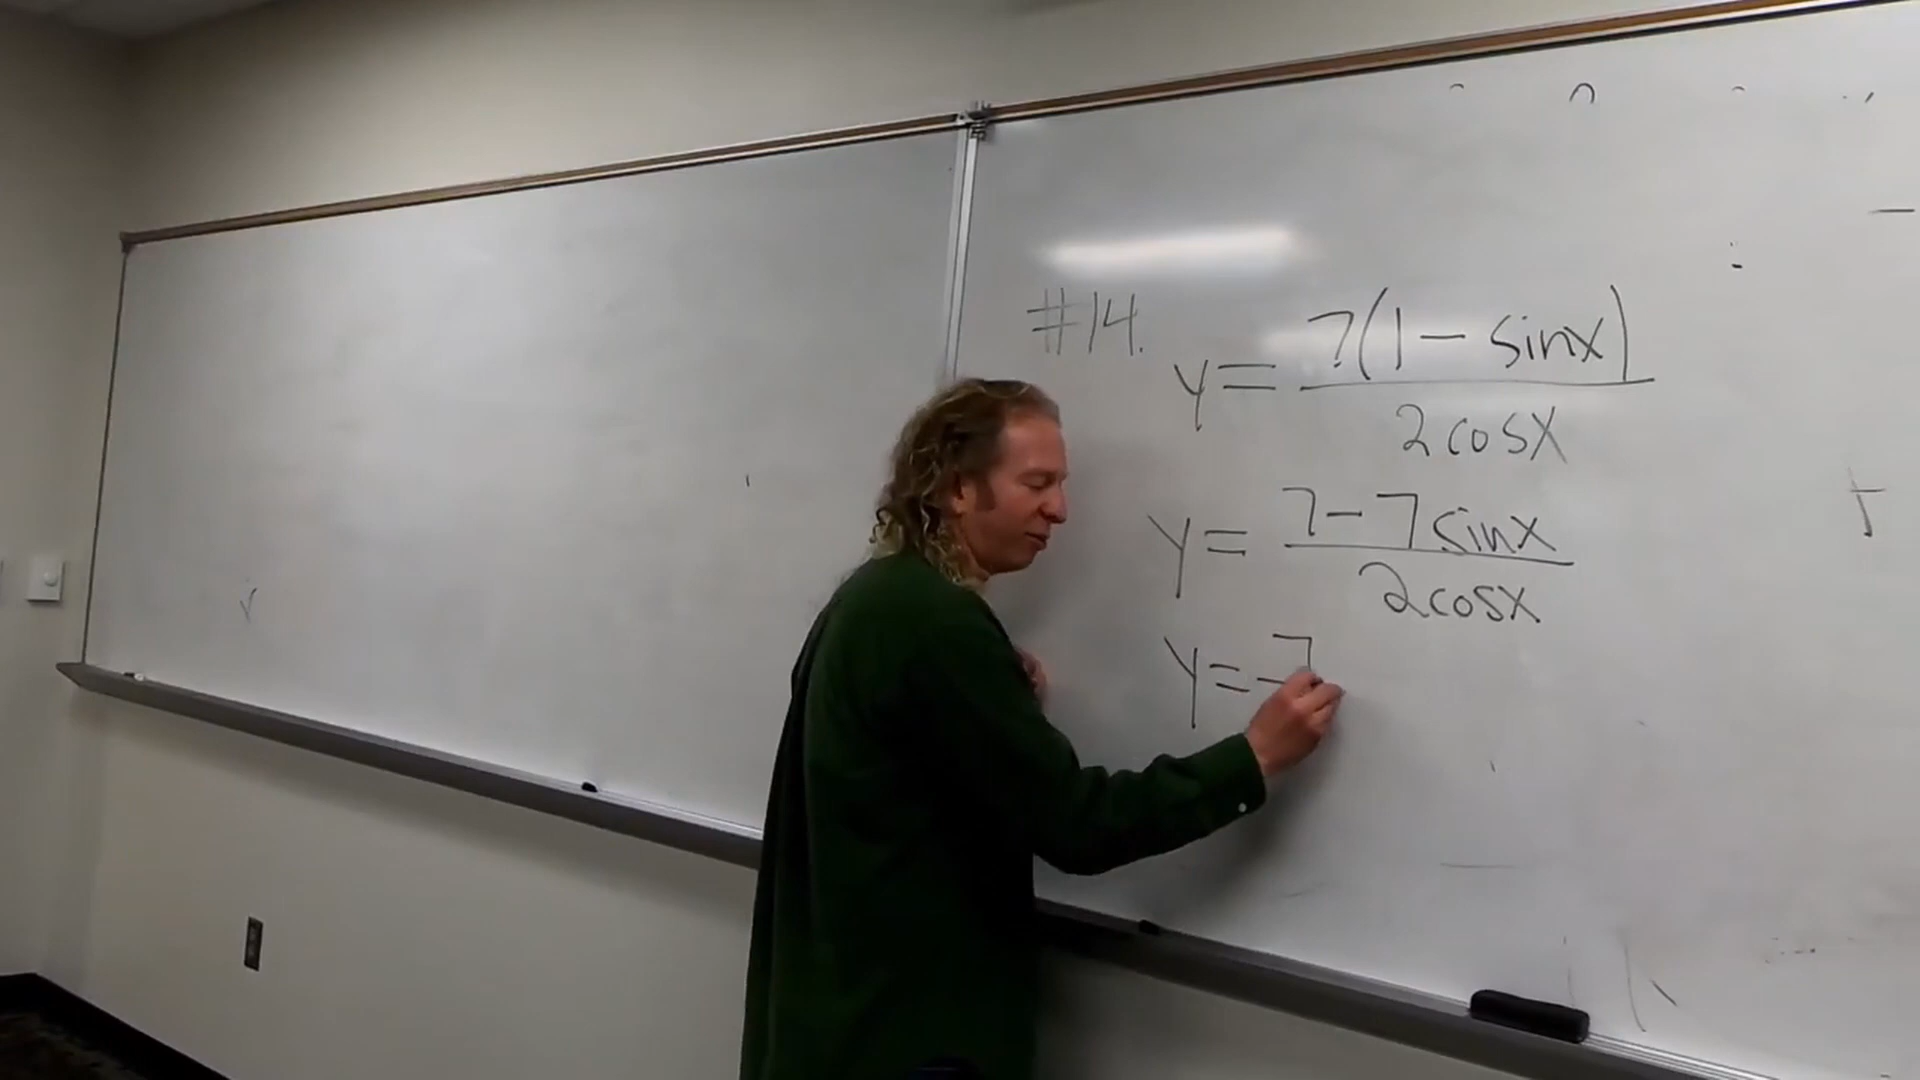 #14.
y = 7(1 - sinx) / 2cosx
y = 7 - 7sinx / 2cosx
y = 7